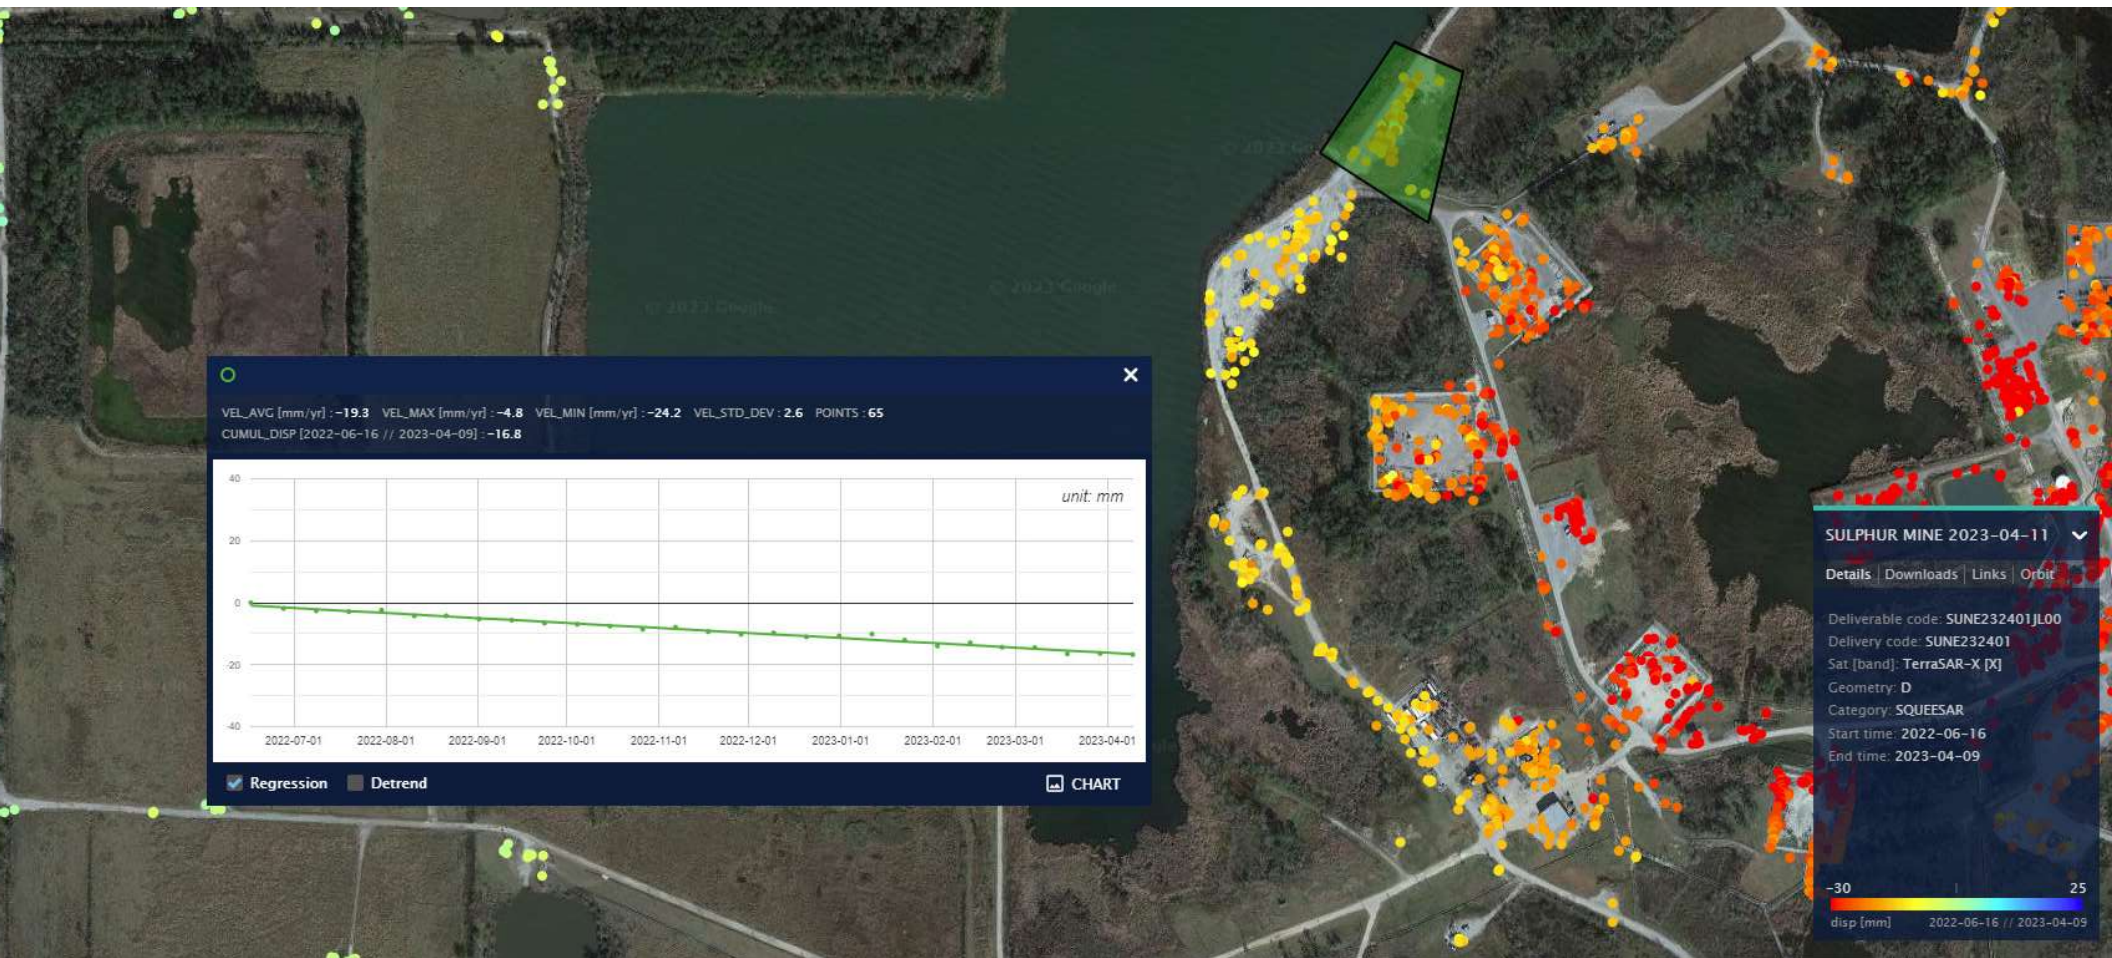 © 2023 Google
© 2023 Google
VEL_AVG [mm/yr] : -19.3 VEL_MAX [mm/yr] : -4.8 VEL_MIN [mm/yr] : -24.2 VEL_STD_DEV : 2.6 POINTS : 65
CUMUL_DISP [2022-06-16 // 2023-04-09] : -16.8
unit: mm
40
20
0
-20
-40
2022-07-01 2022-08-01 2022-09-01 2022-10-01 2022-11-01 2022-12-01 2023-01-01 2023-02-01 2023-03-01 2023-04-01
Regression Detrend CHART
SULPHUR MINE 2023-04-11
Details | Downloads | Links | Orbit
Deliverable code: SUNE232401JL00
Delivery code: SUNE232401
Sat [band]: TerraSAR-X [X]
Geometry: D
Category: SQUEESAR
Start time: 2022-06-16
End time: 2023-04-09
-30 25
disp [mm] 2022-06-16 // 2023-04-09